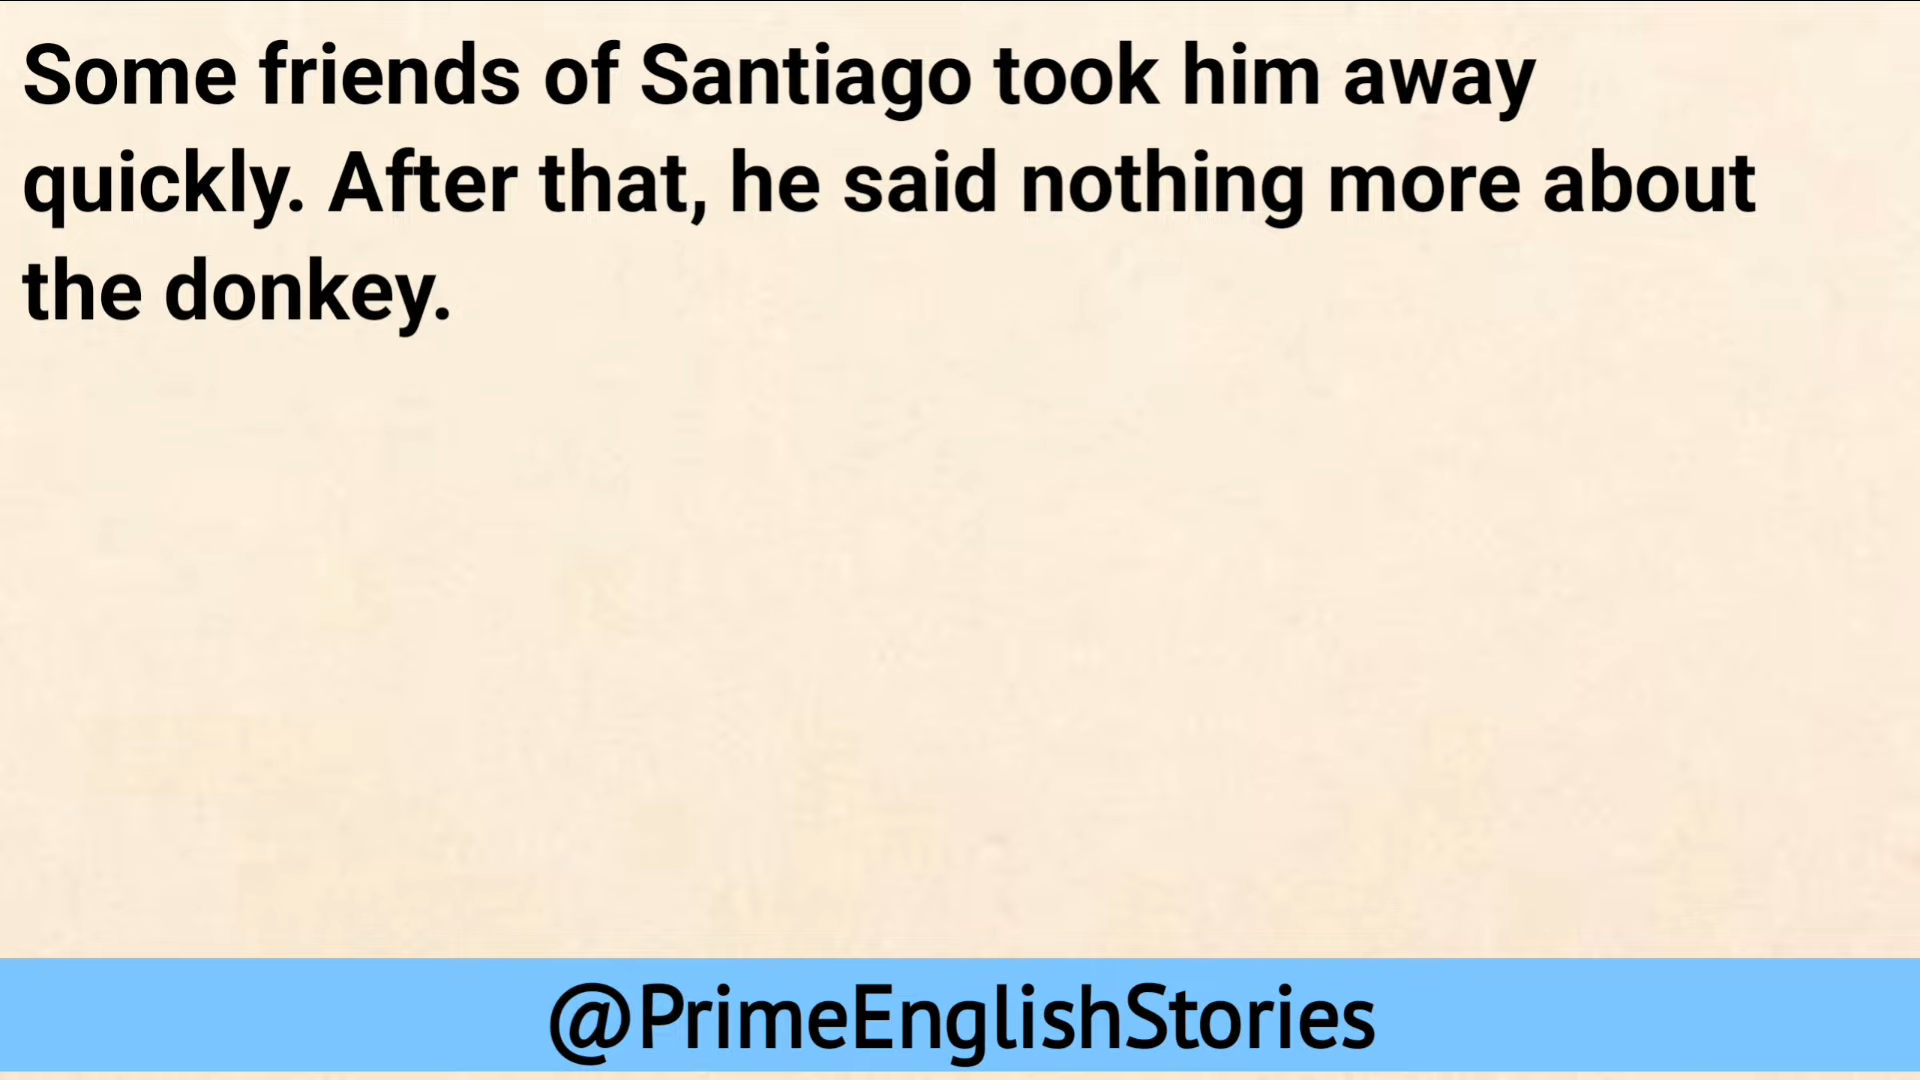 Some friends of Santiago took him away
quickly. After that, he said nothing more about
the donkey.
@PrimeEnglishStories